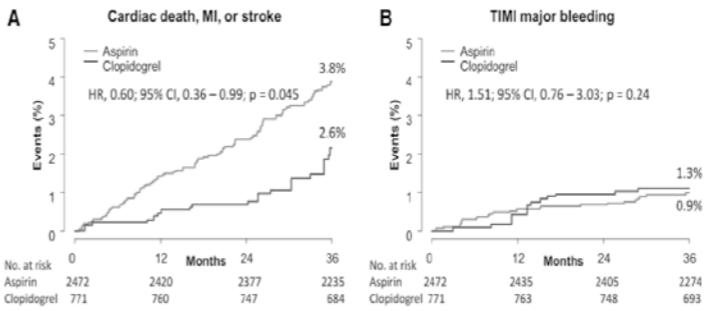 A
Cardiac death, MI, or stroke
5
4
3
2
1
0
Events (%)
Aspirin
Clopidogrel
HR, 0.60; 95% CI, 0.36 – 0.99; p = 0.045
3.8%
2.6%
0 12 24 36
Months
No. at risk
Aspirin 2472 2420 2377 2235
Clopidogrel 771 760 747 684
B
TIMI major bleeding
5
4
3
2
1
0
Events (%)
Aspirin
Clopidogrel
HR, 1.51; 95% CI, 0.76 – 3.03; p = 0.24
1.3%
0.9%
0 12 24 36
Months
No. at risk
Aspirin 2472 2435 2405 2274
Clopidogrel 771 763 748 693